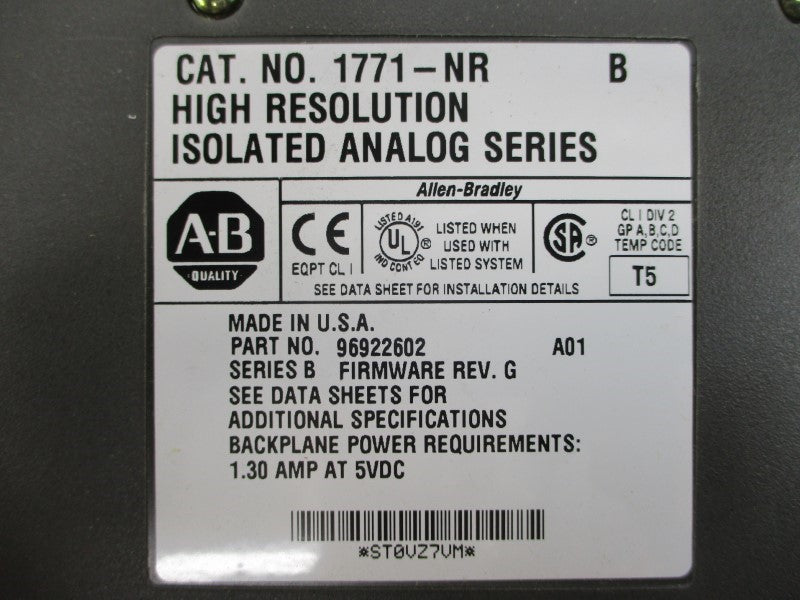 CAT. NO. 1771-NR B
HIGH RESOLUTION
ISOLATED ANALOG SERIES
Allen-Bradley
A-B
QUALITY
CE
EQPT CL I
LISTED A191
UL ®
IND CONT EQ
LISTED WHEN
USED WITH
LISTED SYSTEM
SA ®
CL I DIV 2
GP A,B,C,D
TEMP CODE
T5
SEE DATA SHEET FOR INSTALLATION DETAILS
MADE IN U.S.A.
PART NO. 96922602 A01
SERIES B FIRMWARE REV. G
SEE DATA SHEETS FOR
ADDITIONAL SPECIFICATIONS
BACKPLANE POWER REQUIREMENTS:
1.30 AMP AT 5VDC
*ST0VZ7VM*